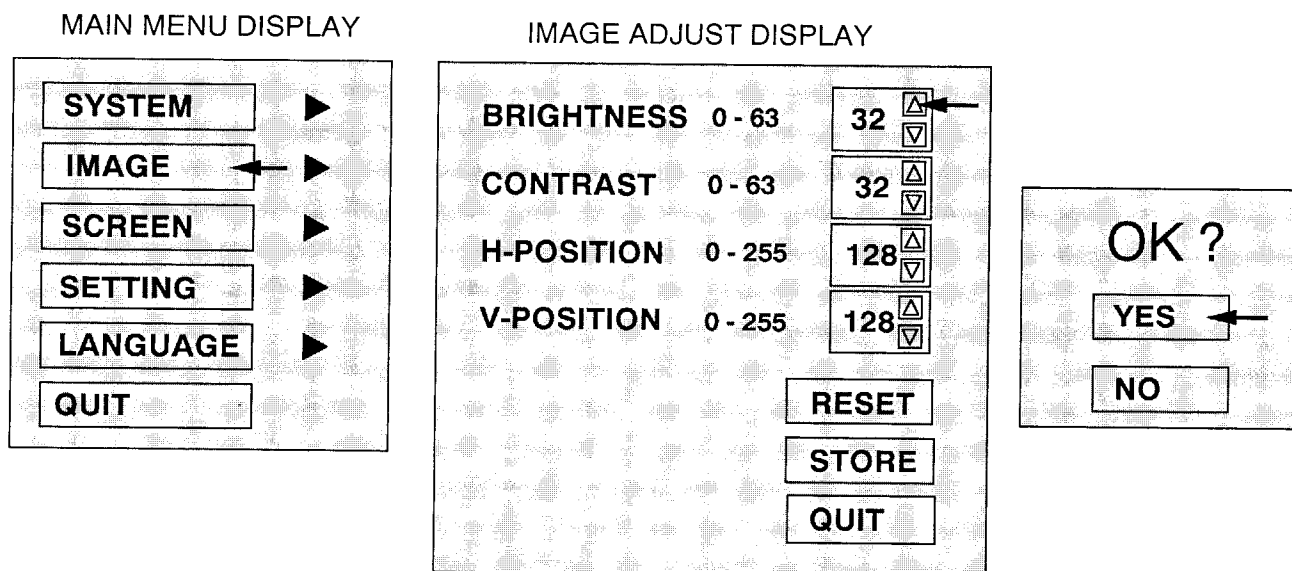 MAIN MENU DISPLAY
SYSTEM
IMAGE
SCREEN
SETTING
LANGUAGE
QUIT
IMAGE ADJUST DISPLAY
BRIGHTNESS 0 - 63 32
CONTRAST 0 - 63 32
H-POSITION 0 - 255 128
V-POSITION 0 - 255 128
RESET
STORE
QUIT
OK ?
YES
NO